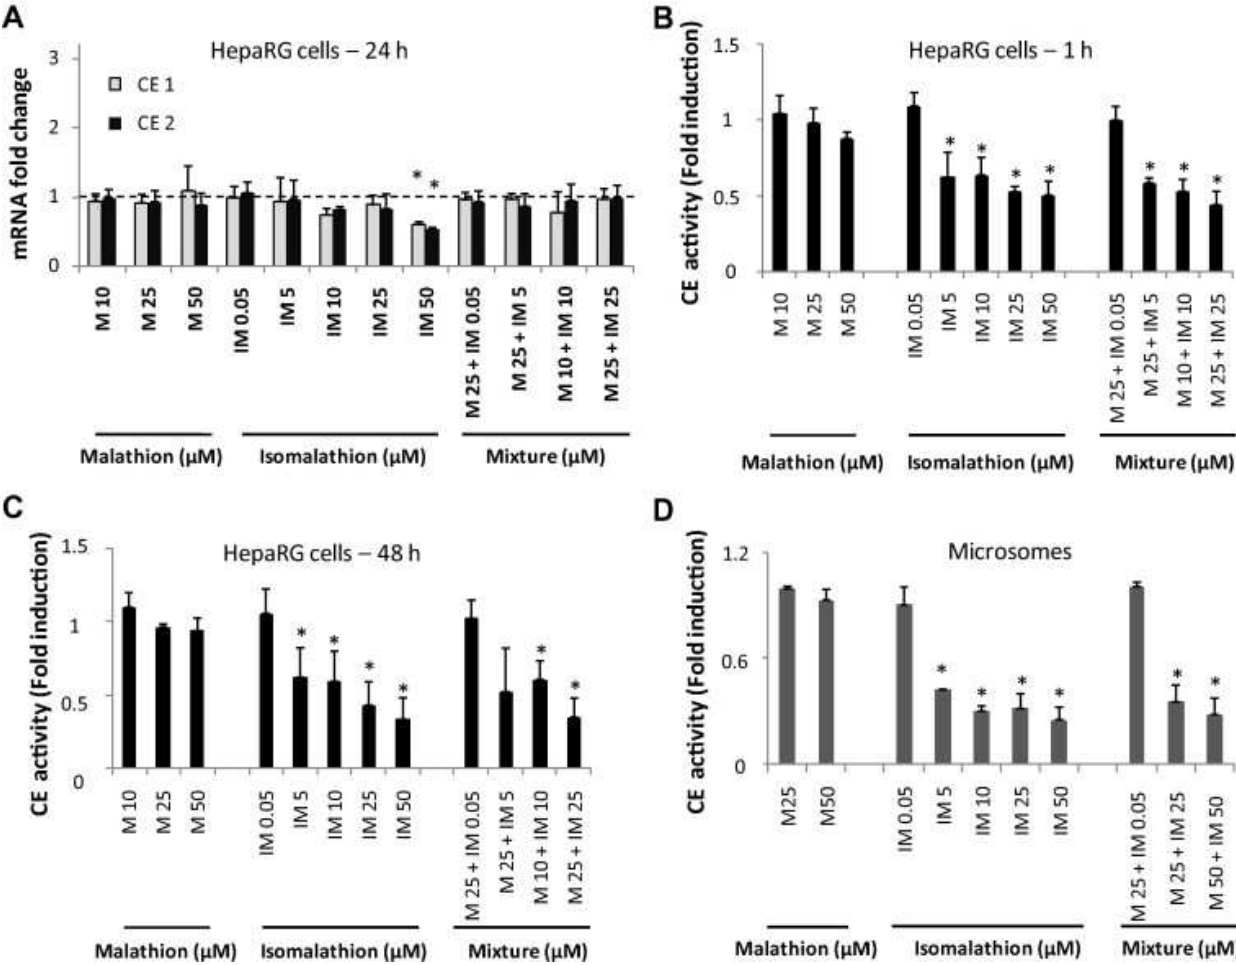 A
HepaRG cells – 24 h
mRNA fold change
3
2
1
0
CE 1
CE 2
*
*
M 10
M 25
M 50
IM 0.05
IM 5
IM 10
IM 25
IM 50
M 25 + IM 0.05
M 25 + IM 5
M 10 + IM 10
M 25 + IM 25
Malathion (μM)
Isomalathion (μM)
Mixture (μM)
B
HepaRG cells – 1 h
CE activity (Fold induction)
1.5
1
0.5
0
* * * *
* * *
M 10
M 25
M 50
IM 0.05
IM 5
IM 10
IM 25
IM 50
M 25 + IM 0.05
M 25 + IM 5
M 10 + IM 10
M 25 + IM 25
Malathion (μM)
Isomalathion (μM)
Mixture (μM)
C
HepaRG cells – 48 h
CE activity (Fold induction)
1.5
1
0.5
0
* * * *
* *
M 10
M 25
M 50
IM 0.05
IM 5
IM 10
IM 25
IM 50
M 25 + IM 0.05
M 25 + IM 5
M 10 + IM 10
M 25 + IM 25
Malathion (μM)
Isomalathion (μM)
Mixture (μM)
D
Microsomes
CE activity (Fold induction)
1.2
0.6
0
* * * *
* *
M25
M50
IM 0.05
IM 5
IM 10
IM 25
IM 50
M 25 + IM 0.05
M 25 + IM 25
M 50 + IM 50
Malathion (μM)
Isomalathion (μM)
Mixture (μM)